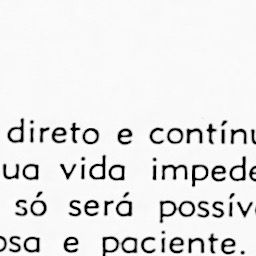 direto e contínu
ua vida impede
só será possív
osa e paciente.